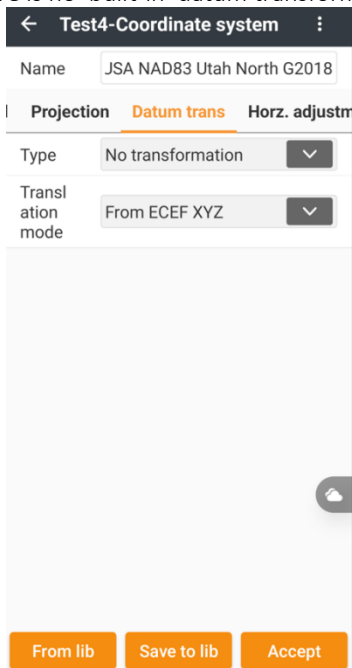 Test4-Coordinate system
Name
JSA NAD83 Utah North G2018
Projection Datum trans Horz. adjustm
Type
No transformation
Transl
ation
mode
From ECEF XYZ
From lib Save to lib Accept